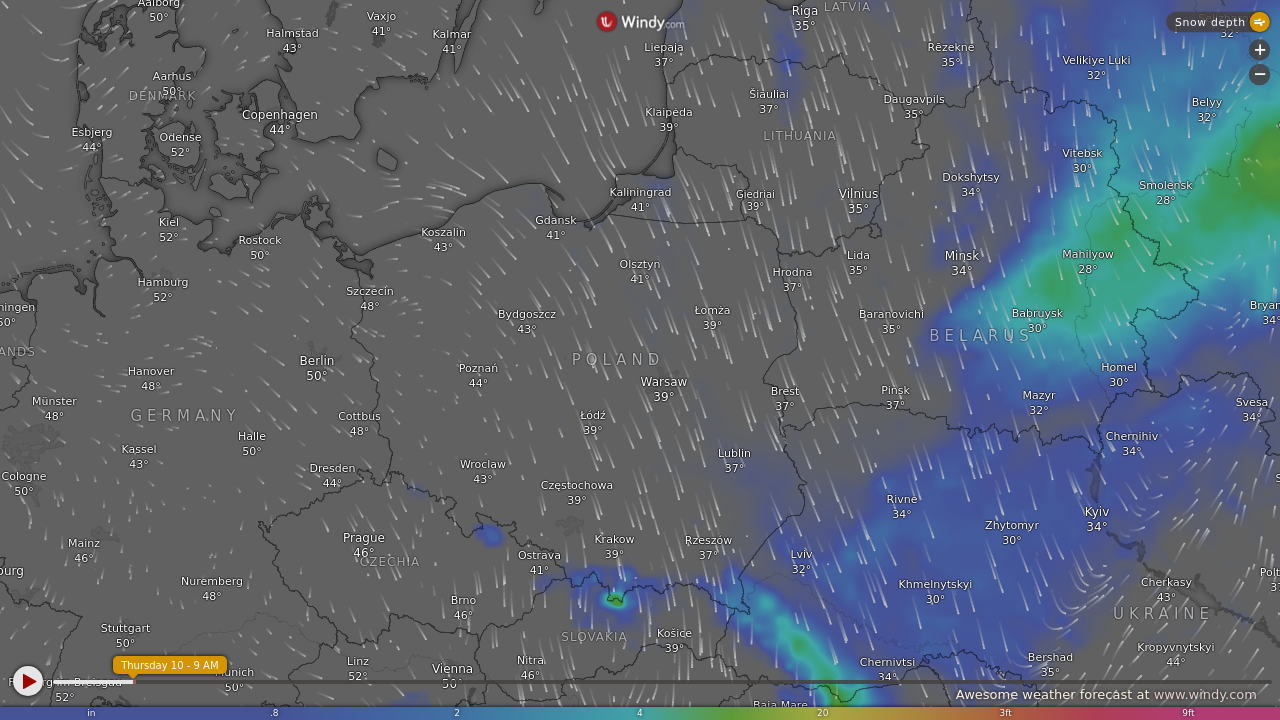 Aalborg
50°
Vaxjo
41°
Halmstad
43°
Kalmar
41°
Windy.com
Riga
35°
LATVIA
Snow depth
32°
Liepaja
37°
Rēzekne
35°
Velikiye Luki
32°
Aarhus
50°
DENMARK
Šiauliai
37°
Daugavpils
35°
Belyy
32°
Copenhagen
44°
Klaipėda
39°
Esbjerg
44°
Odense
52°
LITHUANIA
Vitebsk
30°
Dokshytsy
34°
Smolensk
28°
Kaliningrad
41°
Giedriai
39°
Vilnius
35°
Kiel
52°
Gdansk
41°
Koszalin
43°
Rostock
50°
Lida
35°
Minsk
34°
Mahilyow
28°
Olsztyn
41°
Hrodna
37°
Hamburg
52°
Szczecin
48°
ningen
50°
Bydgoszcz
43°
Łomża
39°
Baranovichi
35°
Babruysk
30°
Bryan
34°
BELARUS
ANDS
Berlin
50°
POLAND
Hanover
48°
Poznań
44°
Warsaw
39°
Homel
30°
Brest
37°
Pinsk
37°
Mazyr
32°
Münster
48°
GERMANY
Cottbus
48°
Łódź
39°
Svesa
34°
Halle
50°
Chernihiv
34°
Kassel
43°
Lublin
37°
Cologne
50°
Dresden
44°
Wroclaw
43°
Częstochowa
39°
Rivne
34°
Kyiv
34°
Zhytomyr
30°
Mainz
46°
Prague
46°
CZECHIA
Krakow
39°
Rzeszow
37°
Ostrava
41°
Lviv
32°
burg
Nuremberg
48°
Khmelnytskyi
30°
Cherkasy
43°
Polt
Brno
46°
UKRAINE
Stuttgart
50°
SLOVAKIA
Košice
39°
Kropyvnytskyi
44°
Linz
52°
Vienna
50°
Nitra
46°
Chernivtsi
34°
Bershad
35°
Thursday 10 - 9 AM
Munich
50°
52°
Awesome weather forecast at www.windy.com
Baia Mare
in .8 2 4 20 3ft 9ft